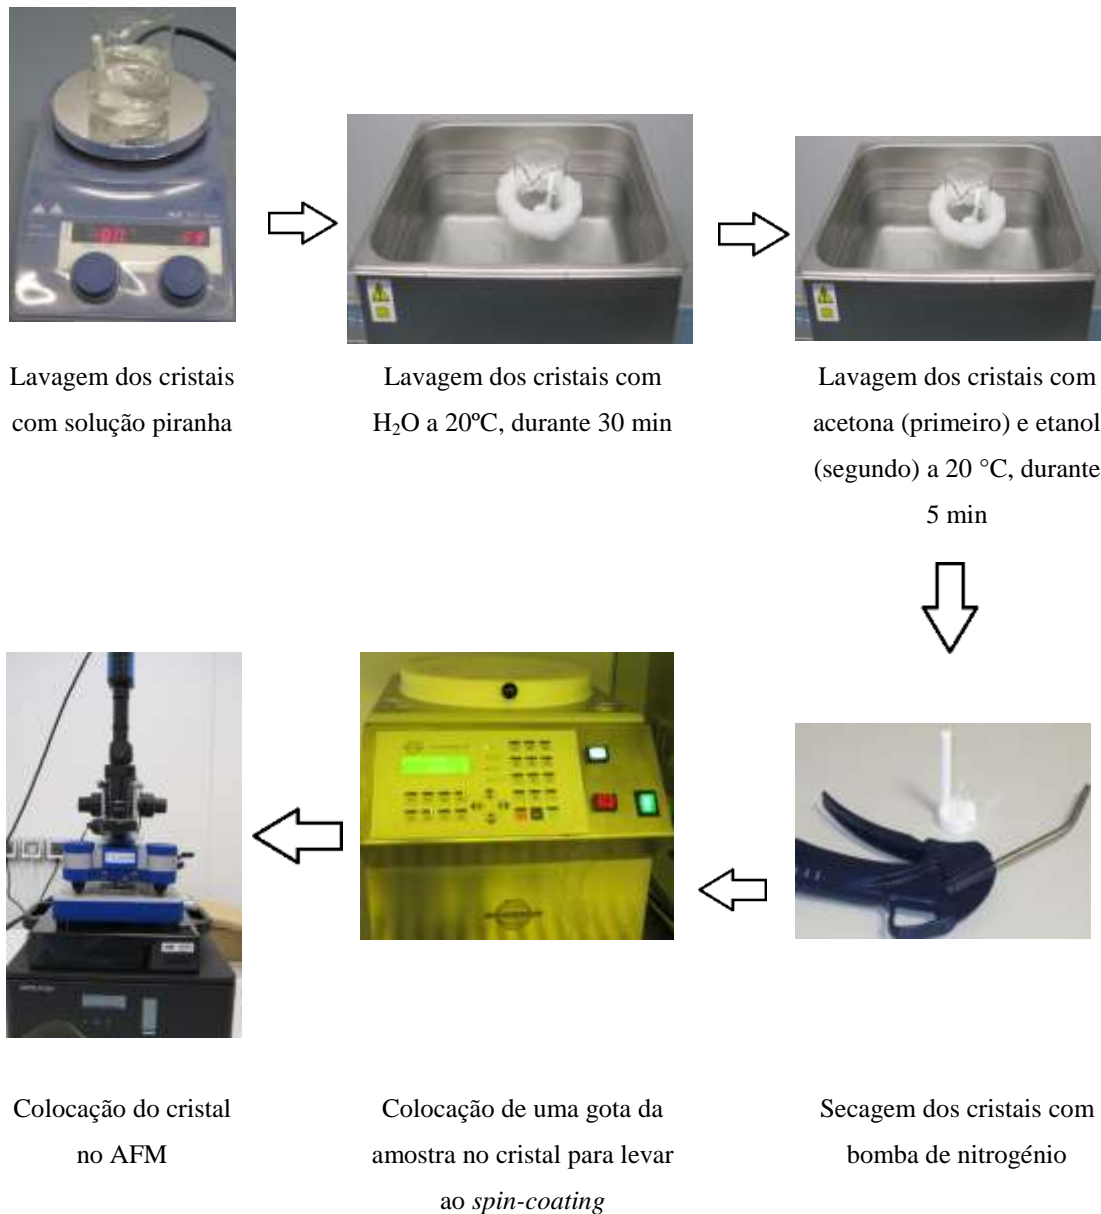 Lavagem dos cristais
com solução piranha
Lavagem dos cristais com
H₂O a 20ºC, durante 30 min
Lavagem dos cristais com
acetona (primeiro) e etanol
(segundo) a 20 °C, durante
5 min
Colocação do cristal
no AFM
Colocação de uma gota da
amostra no cristal para levar
ao spin-coating
Secagem dos cristais com
bomba de nitrogénio